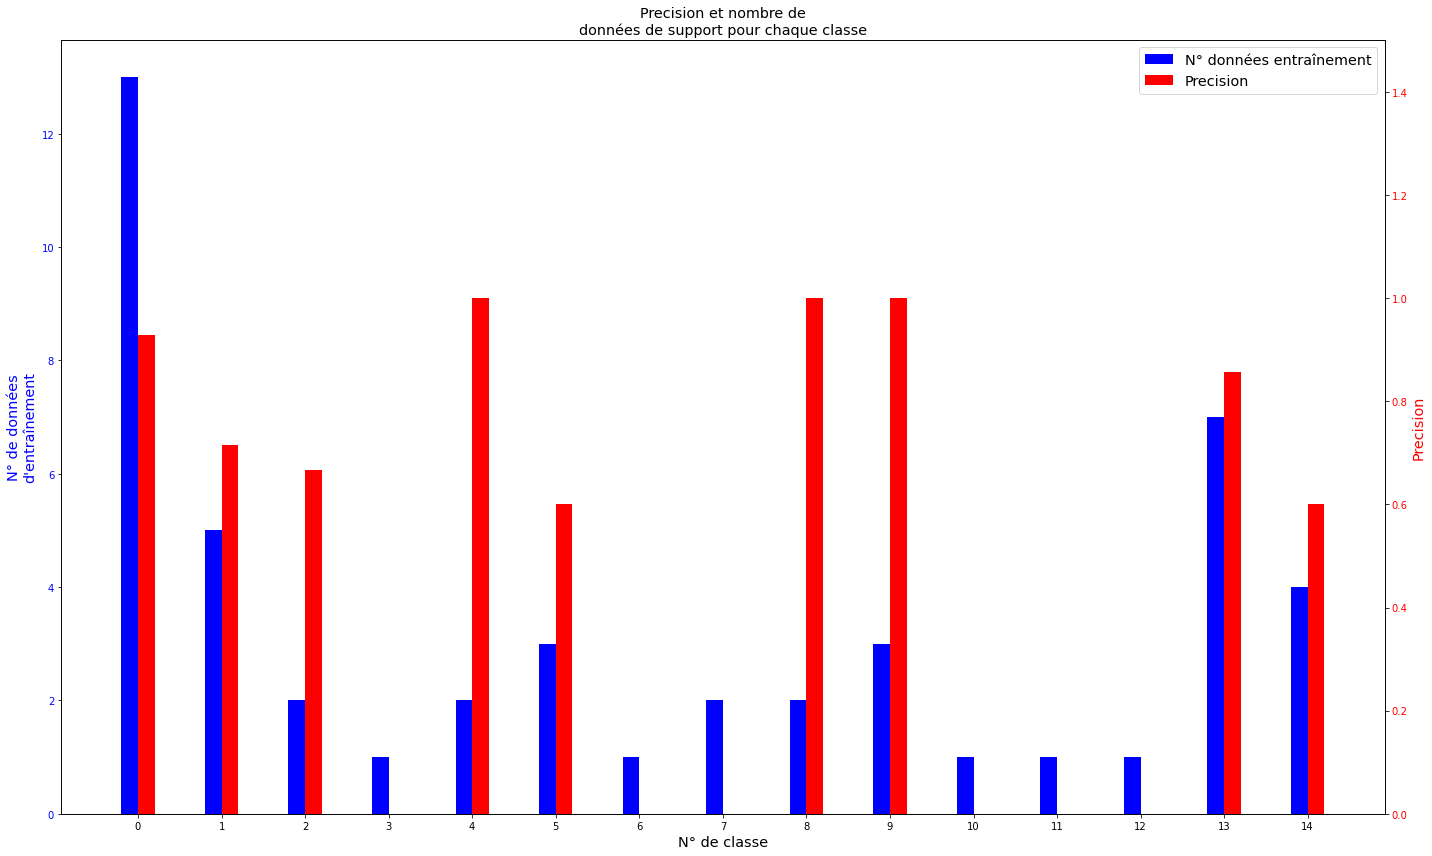 Precision et nombre de
données de support pour chaque classe
N° données entraînement
Precision
N° de données
d'entraînement
12
10
8
6
4
2
0
1.4
1.2
1.0
0.8
0.6
0.4
0.2
0.0
Precision
0 1 2 3 4 5 6 7 8 9 10 11 12 13 14
N° de classe